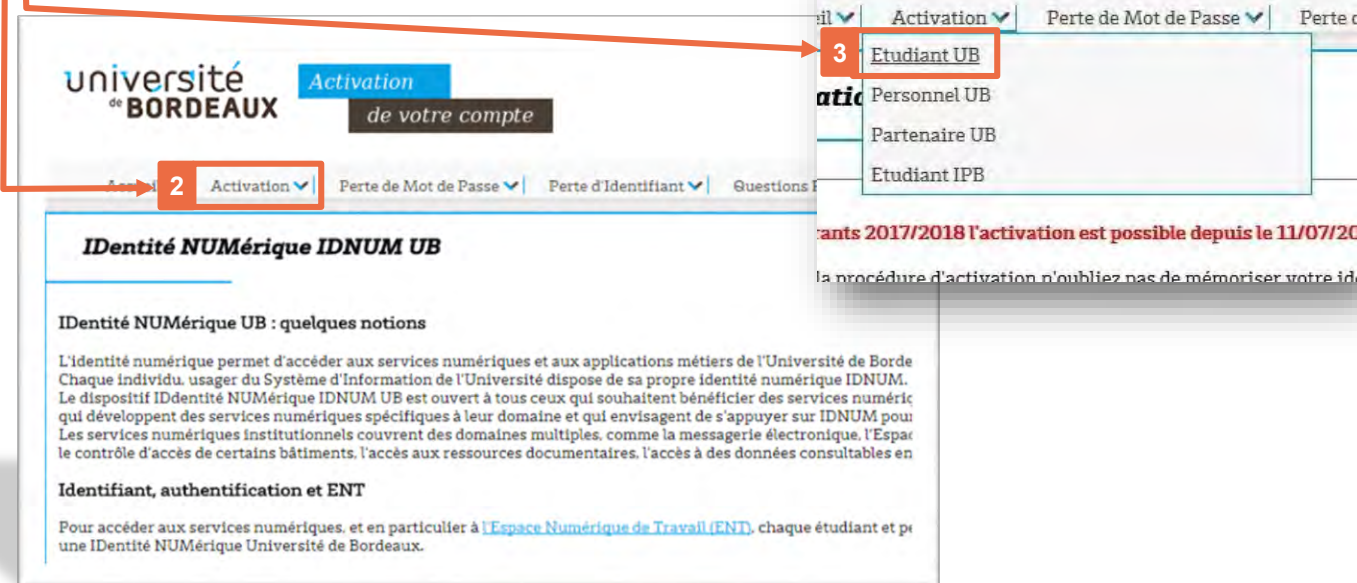 université
de BORDEAUX
Activation
de votre compte
2 Activation Perte de Mot de Passe Perte d'Identifiant Questions
IDentité NUMérique IDNUM UB
IDentité NUMérique UB : quelques notions
L'identité numérique permet d'accéder aux services numériques et aux applications métiers de l'Université de Borde
Chaque individu, usager du Système d'Information de l'Université dispose de sa propre identité numérique IDNUM.
Le dispositif IDdentité NUMérique IDNUM UB est ouvert à tous ceux qui souhaitent bénéficier des services numériq
qui développent des services numériques spécifiques à leur domaine et qui envisagent de s'appuyer sur IDNUM pour
Les services numériques institutionnels couvrent des domaines multiples, comme la messagerie électronique, l'Espac
le contrôle d'accès de certains bâtiments, l'accès aux ressources documentaires, l'accès à des données consultables en
Identifiant, authentification et ENT
Pour accéder aux services numériques, et en particulier à l'Espace Numérique de Travail (ENT), chaque étudiant et pe
une IDentité NUMérique Université de Bordeaux.
eil Activation Perte de Mot de Passe Perte
3 Etudiant UB
Personnel UB
Partenaire UB
Etudiant IPB
rants 2017/2018 l'activation est possible depuis le 11/07/20
la procédure d'activation n'oubliez pas de mémoriser votre id